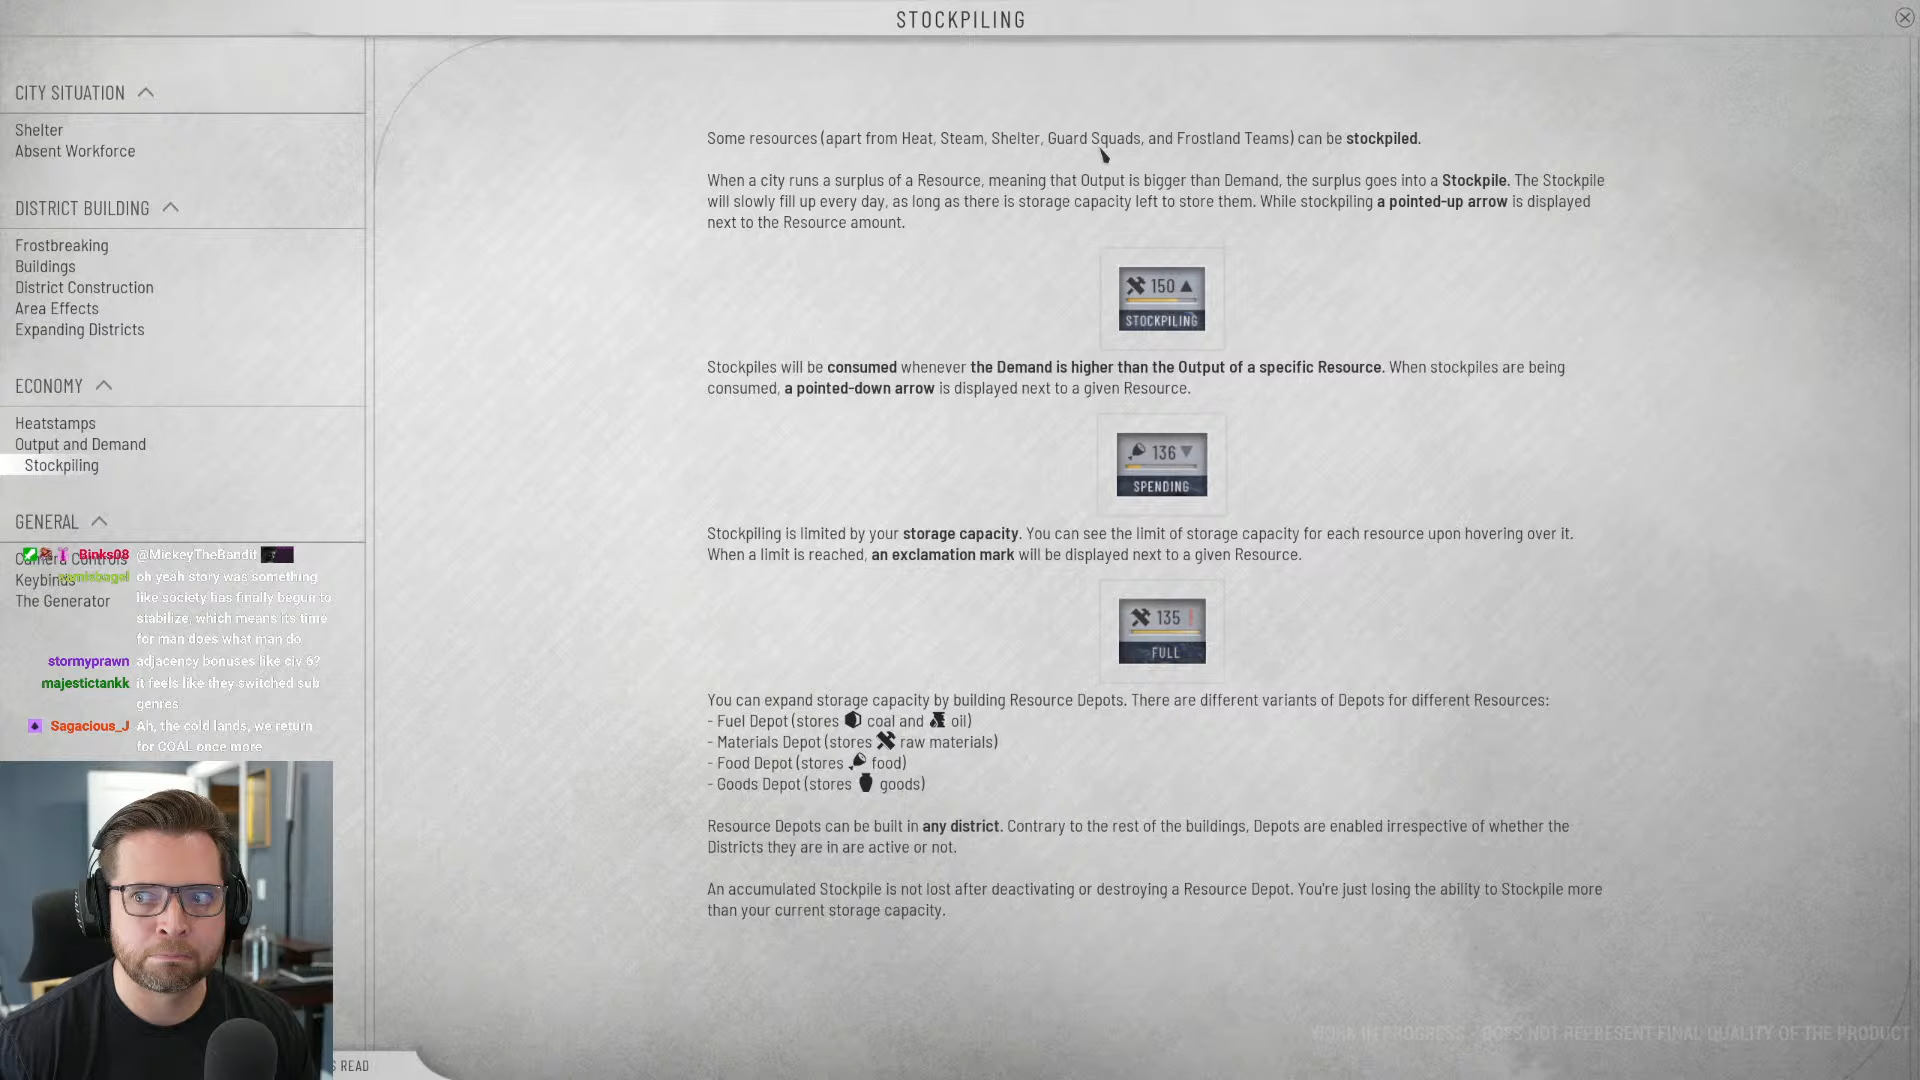 STOCKPILING
CITY SITUATION
Shelter
Absent Workforce
DISTRICT BUILDING
Frostbreaking
Buildings
District Construction
Area Effects
Expanding Districts
ECONOMY
Heatstamps
Output and Demand
Stockpiling
GENERAL
Camera Controls
Keybinds
The Generator
Binks08 @MickeyTheBandit
oh yeah story was something
like society has finally begun to
stabilize, which means its time
for man does what man do
stormyprawn adjacency bonuses like civ 6?
majestictankk it feels like they switched sub
genres
Sagacious_J Ah, the cold lands, we return
for COAL once more
READ
Some resources (apart from Heat, Steam, Shelter, Guard Squads, and Frostland Teams) can be stockpiled.
When a city runs a surplus of a Resource, meaning that Output is bigger than Demand, the surplus goes into a Stockpile. The Stockpile
will slowly fill up every day, as long as there is storage capacity left to store them. While stockpiling a pointed-up arrow is displayed
next to the Resource amount.
150
STOCKPILING
Stockpiles will be consumed whenever the Demand is higher than the Output of a specific Resource. When stockpiles are being
consumed, a pointed-down arrow is displayed next to a given Resource.
136
SPENDING
Stockpiling is limited by your storage capacity. You can see the limit of storage capacity for each resource upon hovering over it.
When a limit is reached, an exclamation mark will be displayed next to a given Resource.
135 !
FULL
You can expand storage capacity by building Resource Depots. There are different variants of Depots for different Resources:
- Fuel Depot (stores coal and oil)
- Materials Depot (stores raw materials)
- Food Depot (stores food)
- Goods Depot (stores goods)
Resource Depots can be built in any district. Contrary to the rest of the buildings, Depots are enabled irrespective of whether the
Districts they are in are active or not.
An accumulated Stockpile is not lost after deactivating or destroying a Resource Depot. You're just losing the ability to Stockpile more
than your current storage capacity.
WORK IN PROGRESS - DOES NOT REPRESENT FINAL QUALITY OF THE PRODUCT